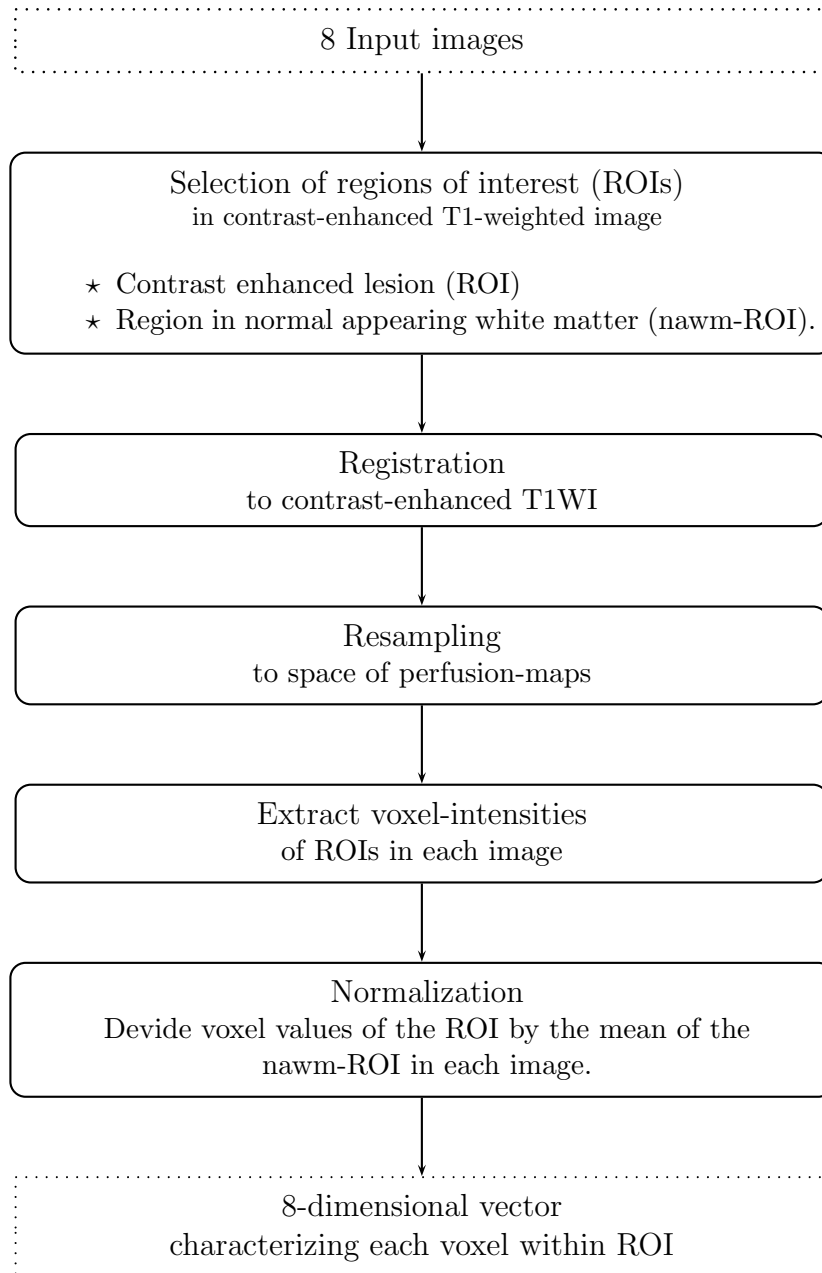 8 Input images
Selection of regions of interest (ROIs)
in contrast-enhanced T1-weighted image
⋆ Contrast enhanced lesion (ROI)
⋆ Region in normal appearing white matter (nawm-ROI).
Registration
to contrast-enhanced T1WI
Resampling
to space of perfusion-maps
Extract voxel-intensities
of ROIs in each image
Normalization
Devide voxel values of the ROI by the mean of the
nawm-ROI in each image.
8-dimensional vector
characterizing each voxel within ROI